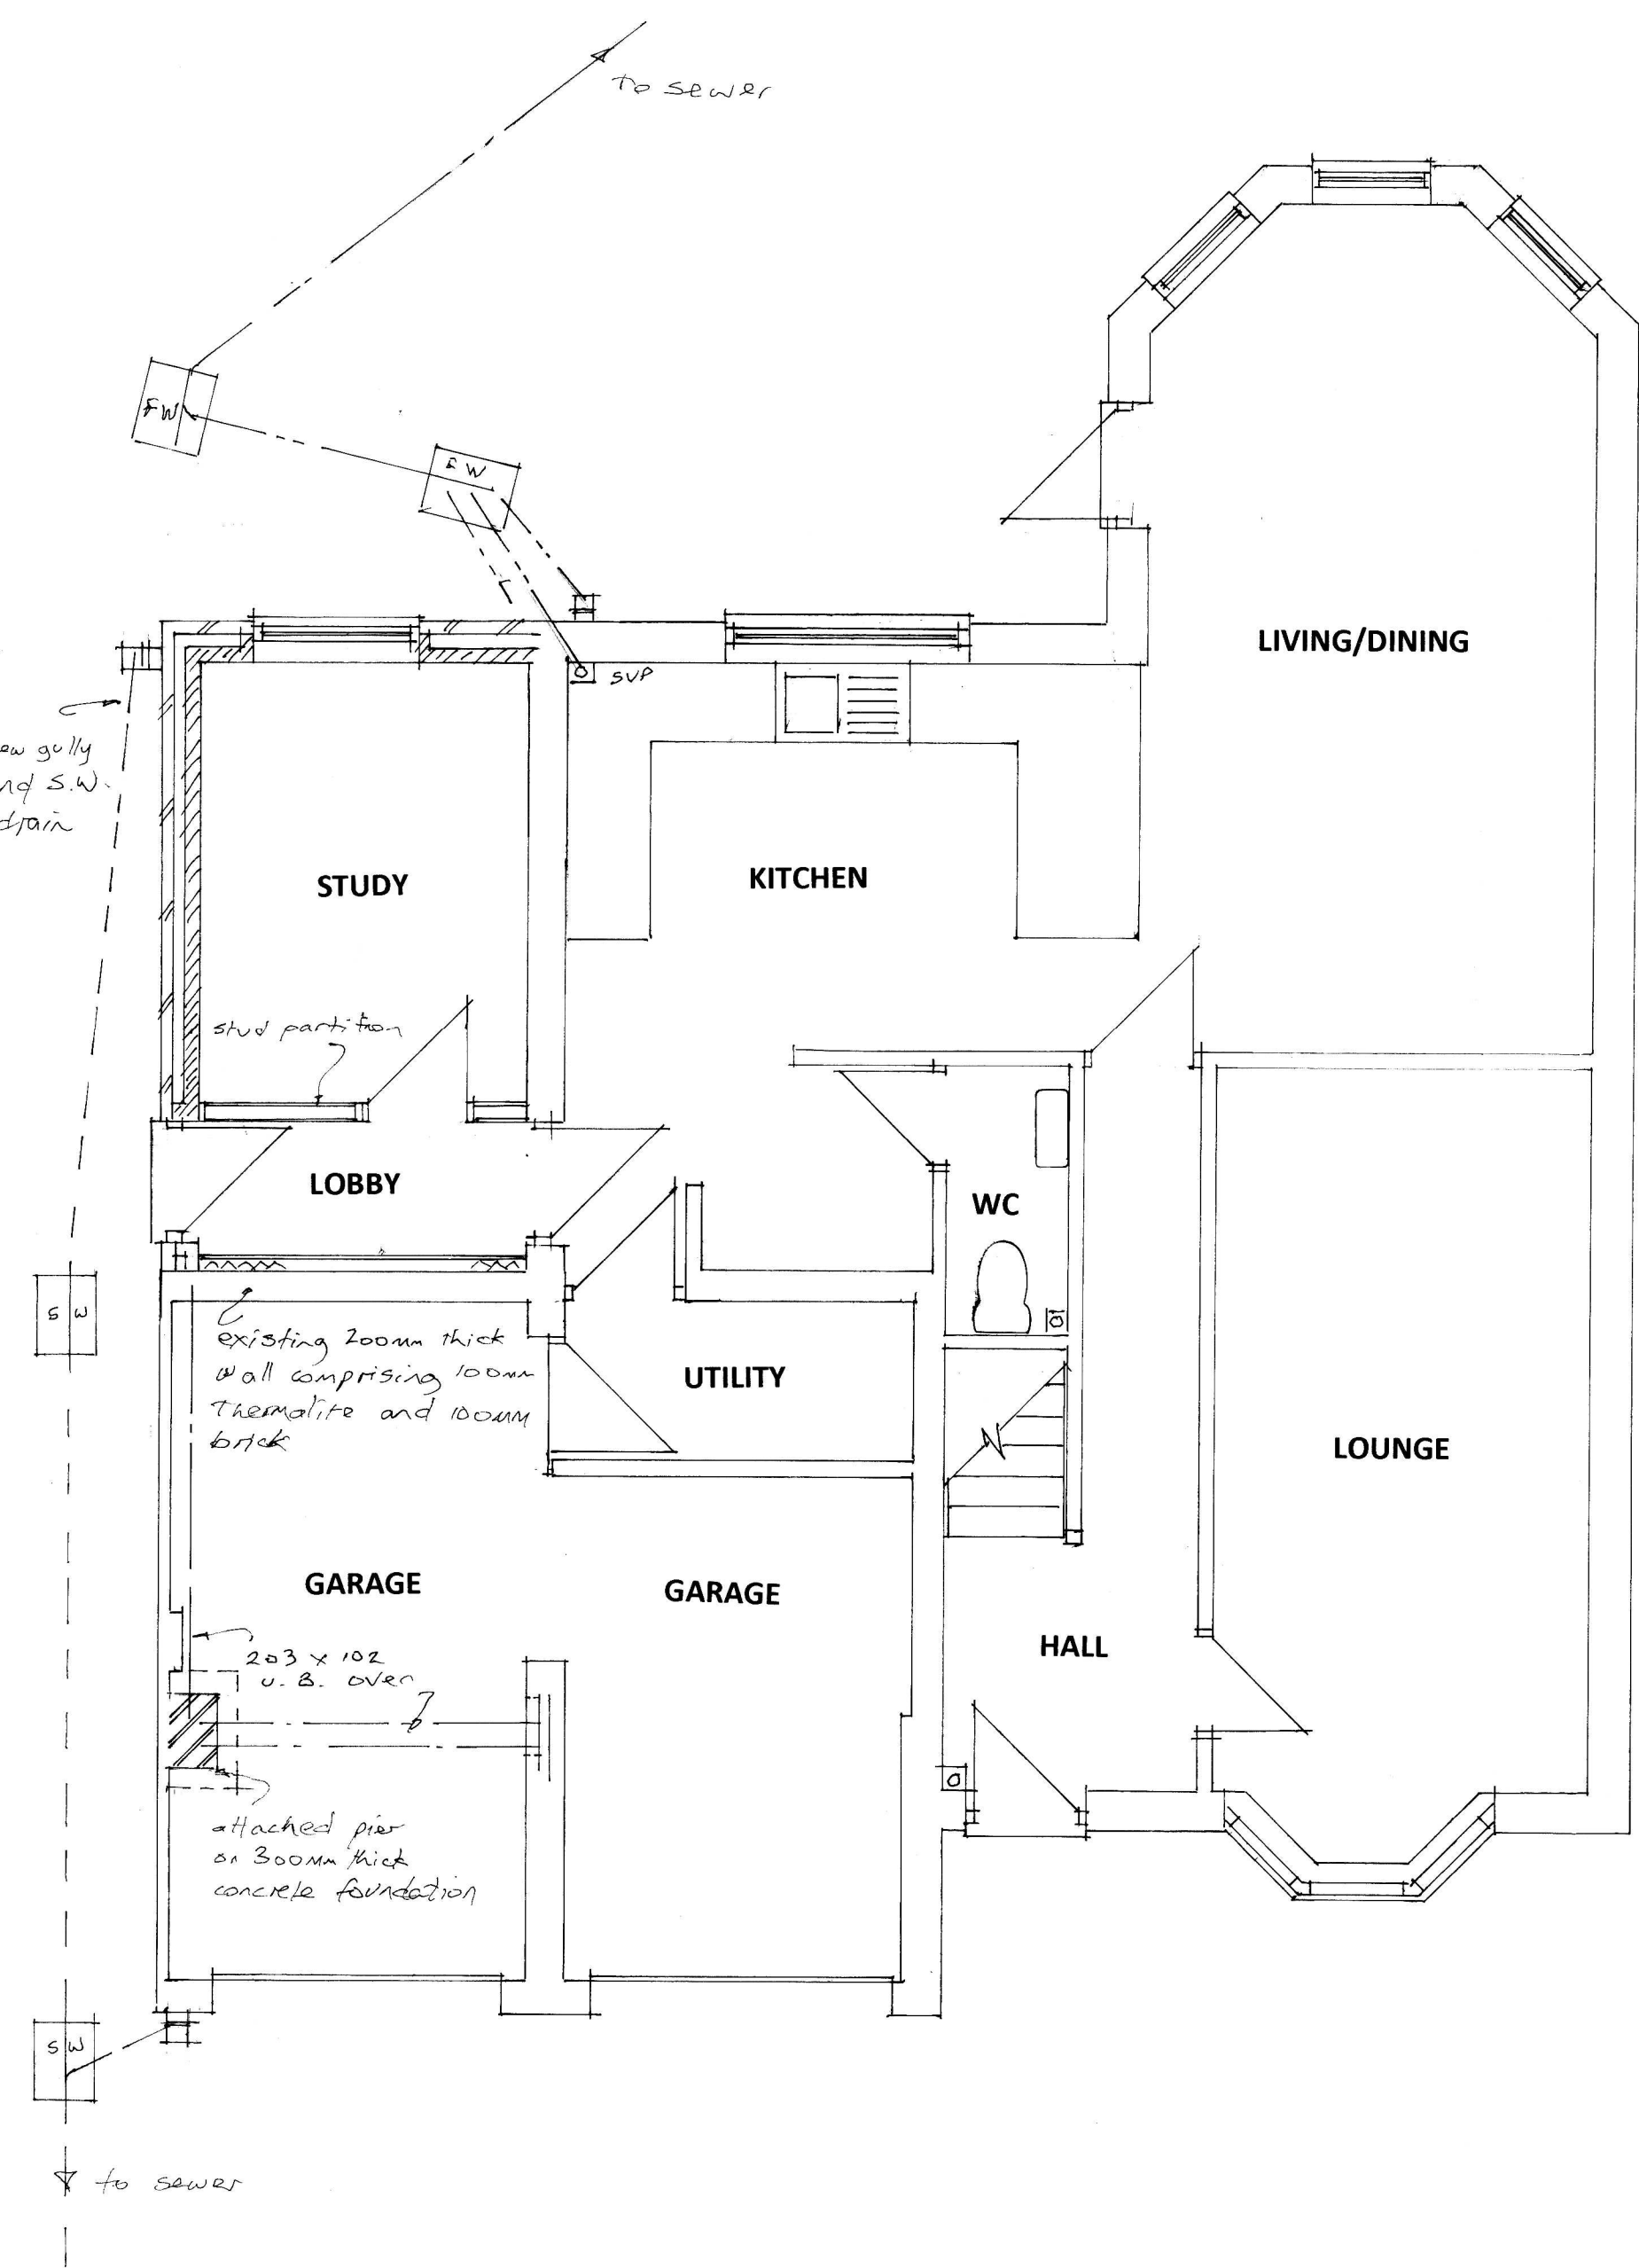 to sewer
FW
FW
SVP
LIVING/DINING
gully
S.W.
drain
STUDY
KITCHEN
stud partition
LOBBY
WC
S W
existing 200mm thick
wall comprising 100mm
Thermalite and 100mm
brick
UTILITY
LOUNGE
GARAGE
GARAGE
HALL
203 x 102
U.B. over
attached pier
on 300mm thick
concrete foundation
S W
to sewer